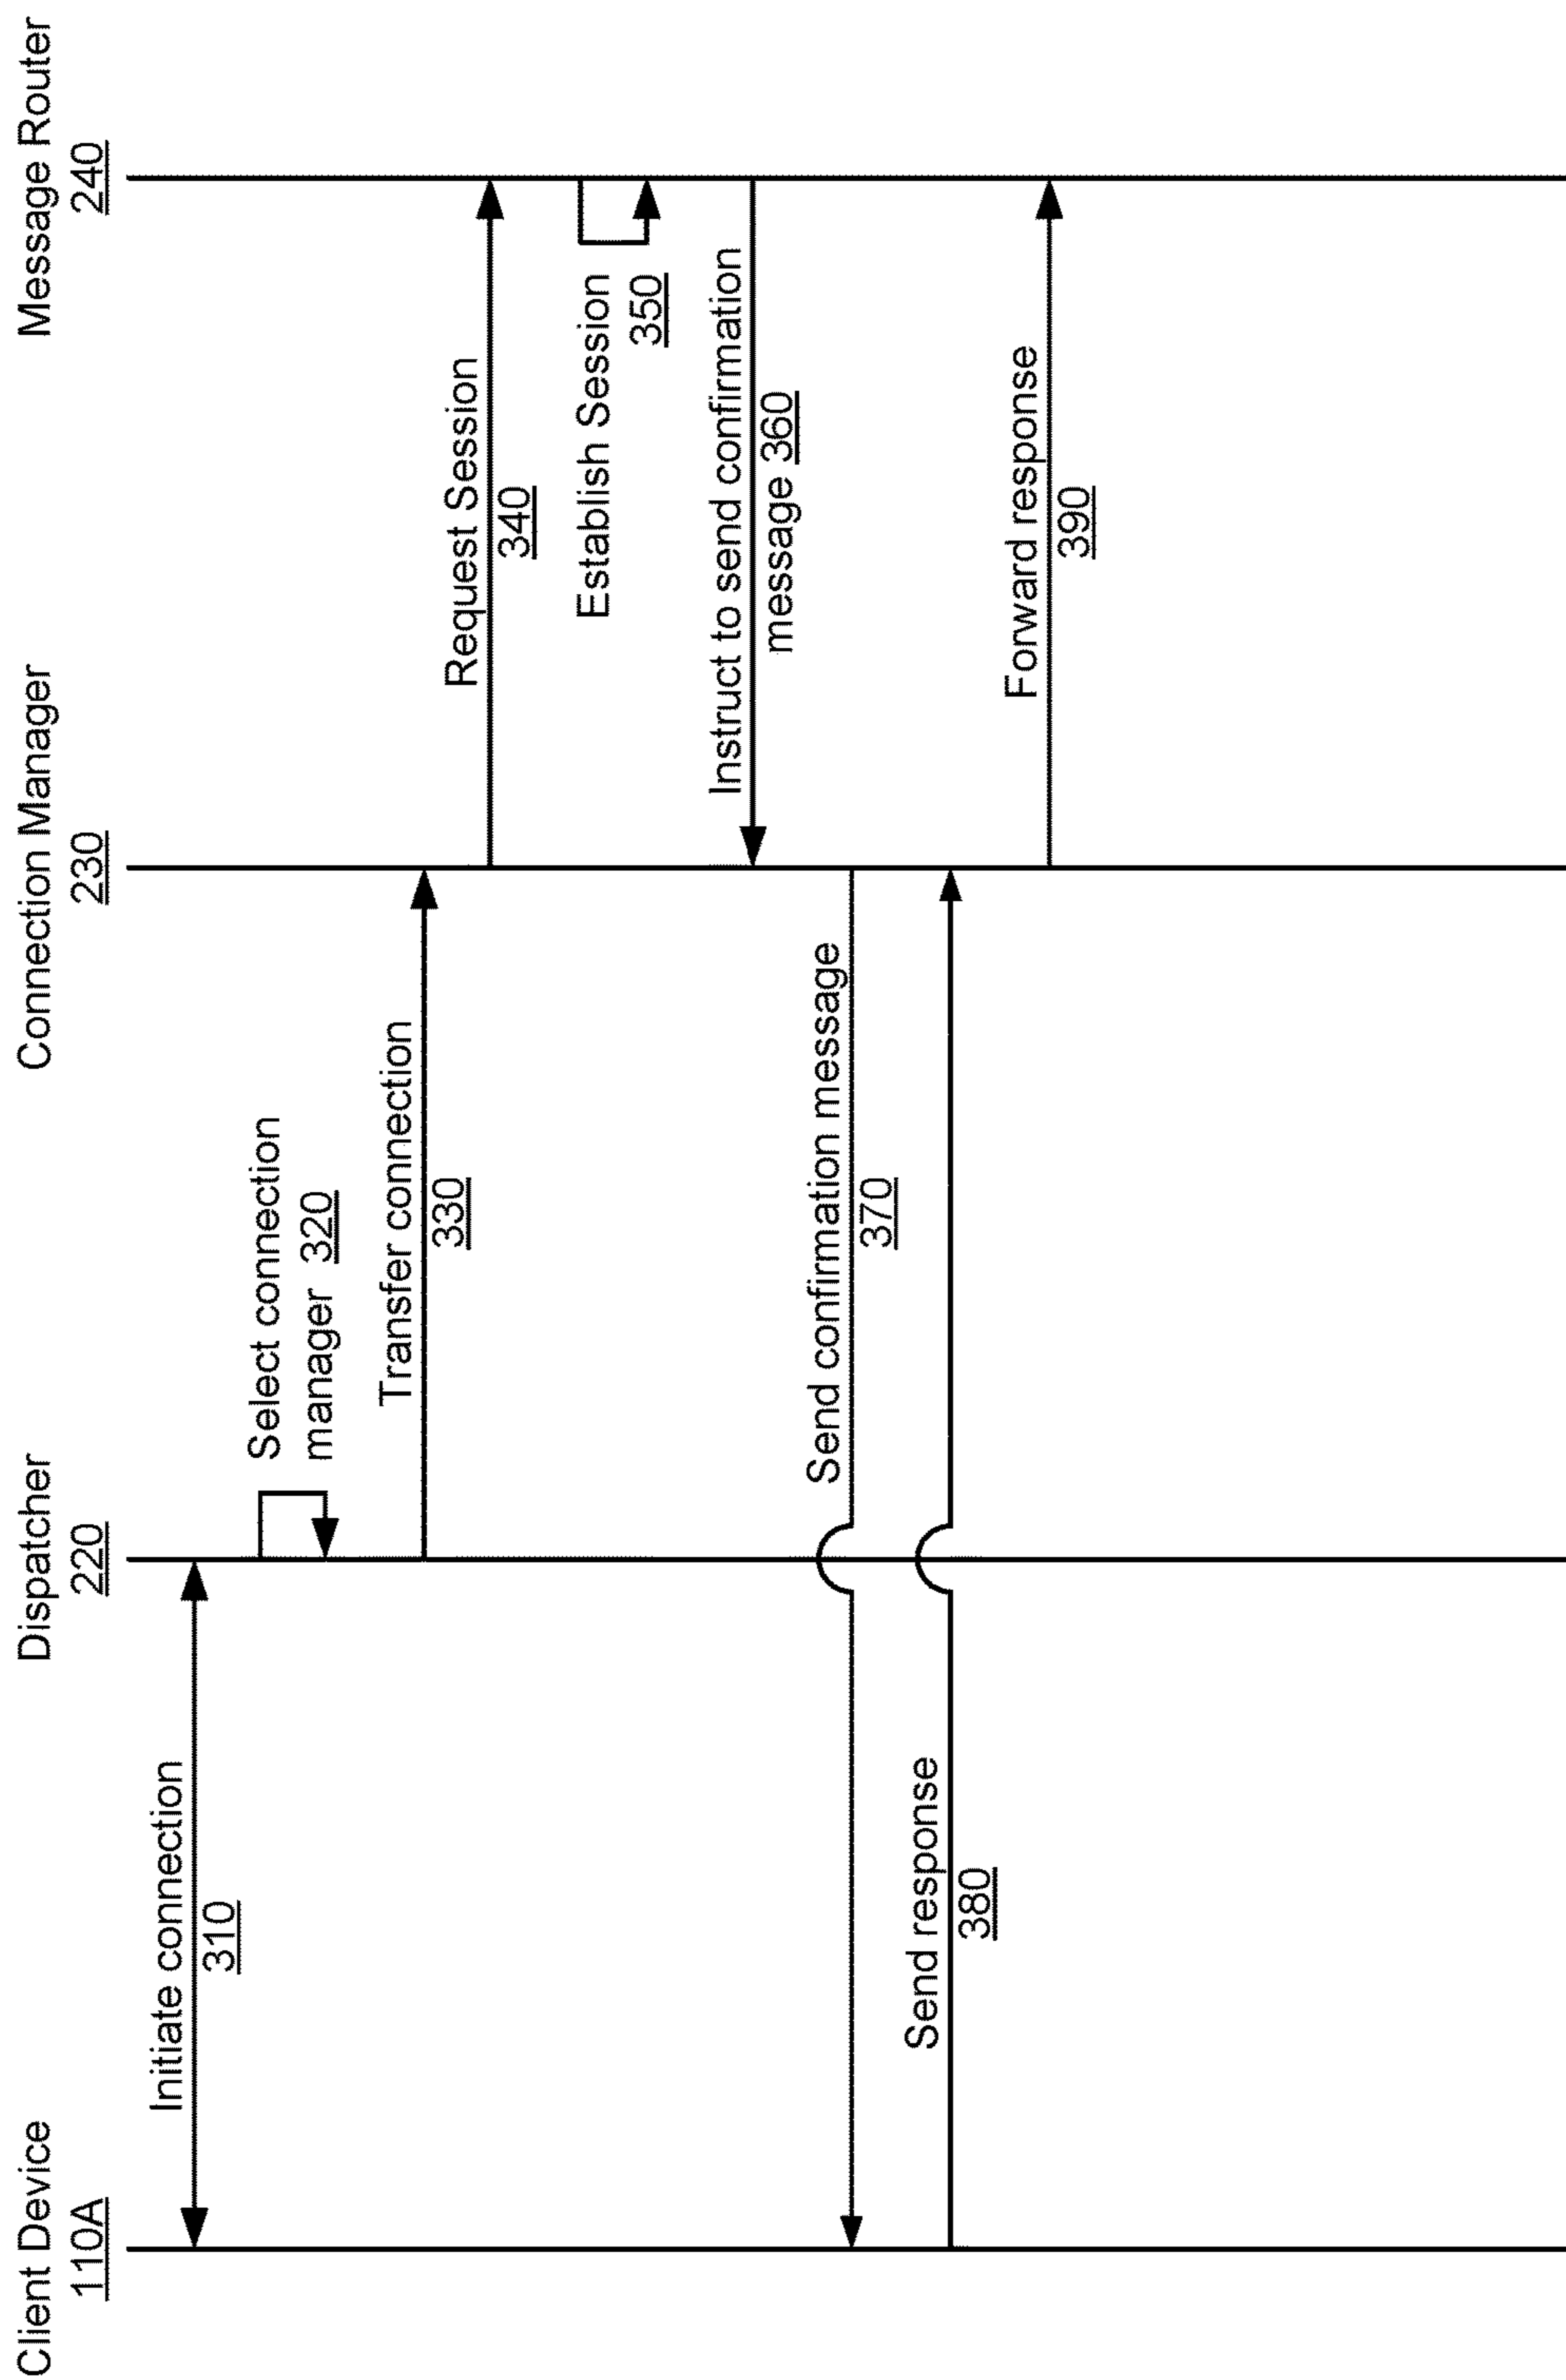 Client Device
110A
Dispatcher
220
Connection Manager
230
Message Router
240
Initiate connection
310
Select connection
manager 320
Transfer connection
330
Request Session
340
Establish Session
350
Instruct to send confirmation
message 360
Send confirmation message
370
Send response
380
Forward response
390